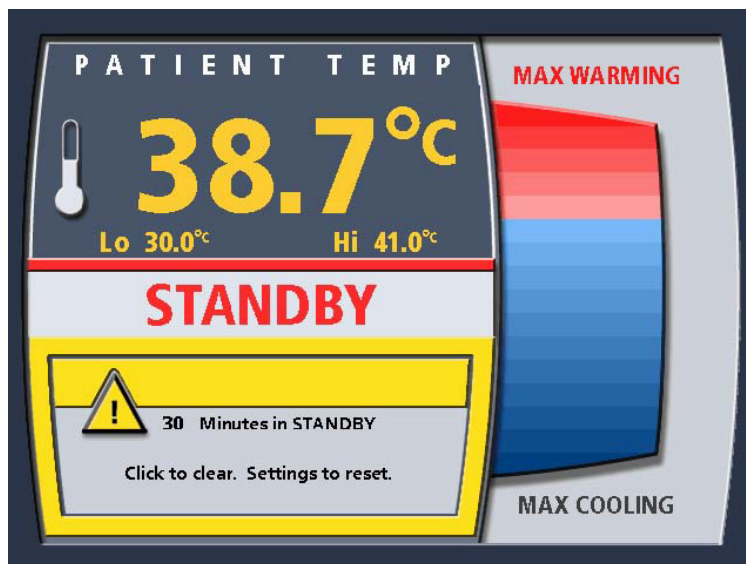 PATIENT TEMP
38.7°C
Lo 30.0°C Hi 41.0°C
STANDBY
!
30 Minutes in STANDBY
Click to clear. Settings to reset.
MAX WARMING
MAX COOLING